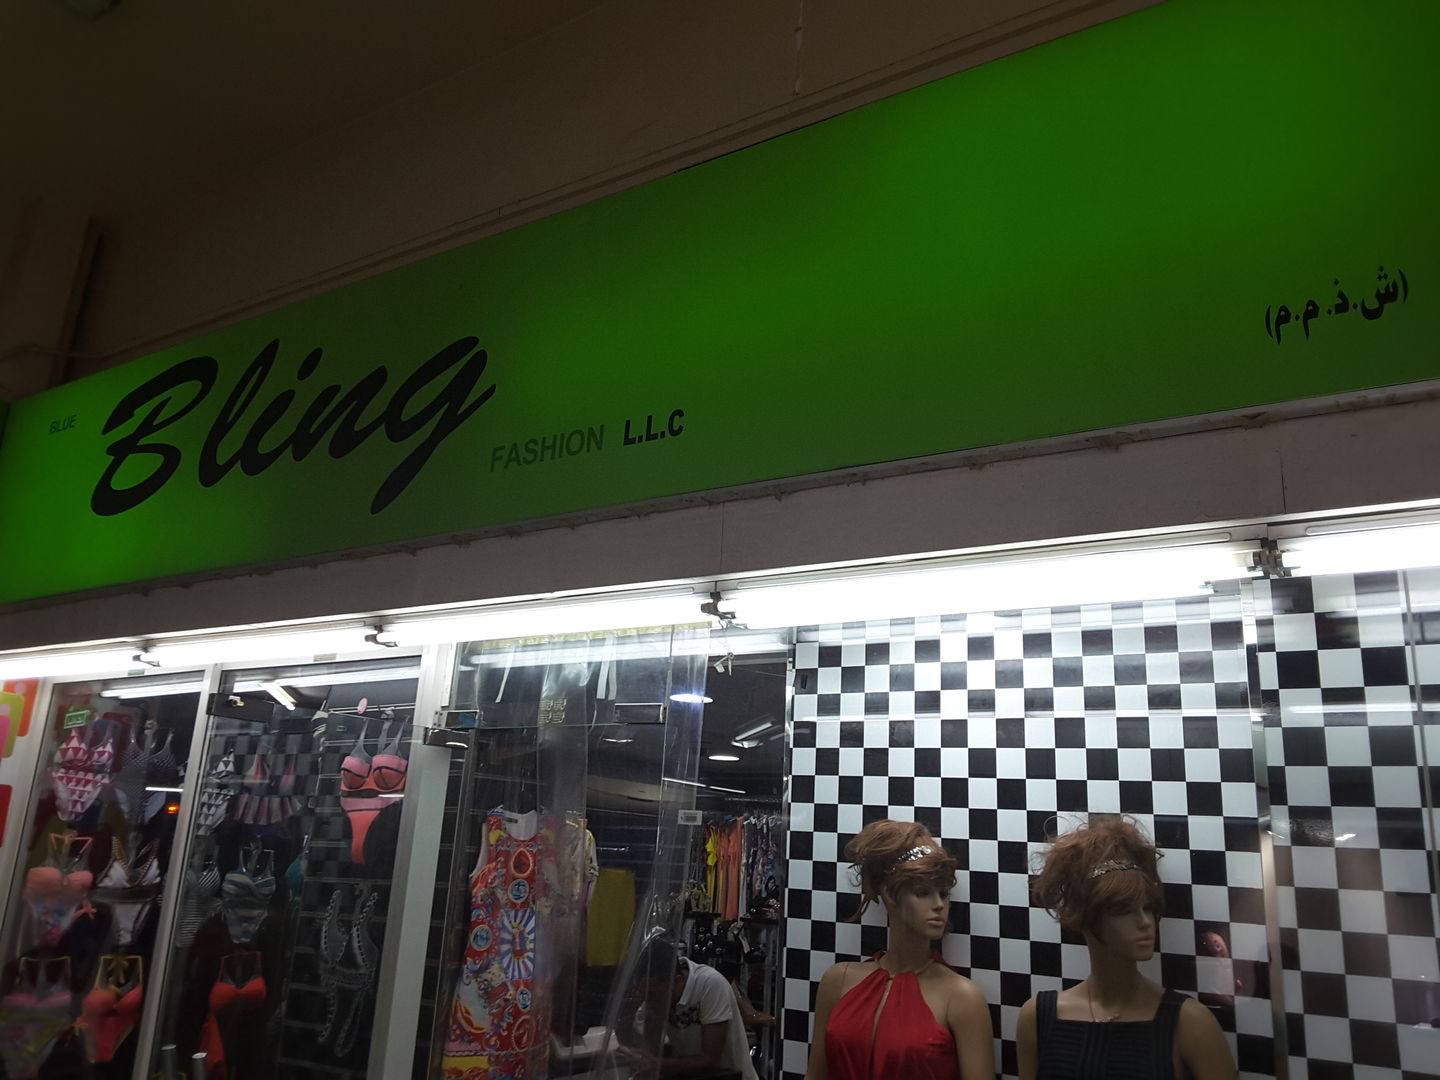 BLUE Bling FASHION L.L.C
(ش.ذ.م.م)